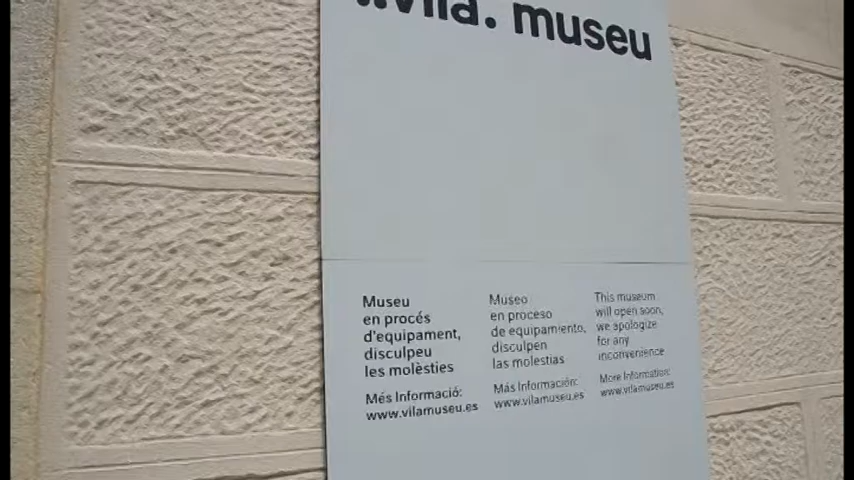 vila. museu
Museu
en procés
d'equipament,
disculpeu
les molèsties
Més Informació:
www.vilamuseu.es
Museo
en proceso
de equipamiento,
disculpen
las molestias
Más Información:
www.vilamuseu.es
This museum
will open soon,
we apologize
for any
inconvenience
More Information:
www.vilamuseu.es